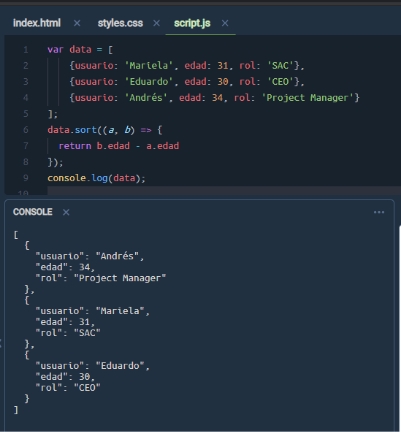 index.html × styles.css × script.js ×
1 var data = [
2 {usuario: 'Mariela', edad: 31, rol: 'SAC'},
3 {usuario: 'Eduardo', edad: 30, rol: 'CEO'},
4 {usuario: 'Andrés', edad: 34, rol: 'Project Manager'}
5 ];
6 data.sort((a, b) => {
7 return b.edad - a.edad
8 });
9 console.log(data);
10
CONSOLE × ...
[
{
"usuario": "Andrés",
"edad": 34,
"rol": "Project Manager"
},
{
"usuario": "Mariela",
"edad": 31,
"rol": "SAC"
},
{
"usuario": "Eduardo",
"edad": 30,
"rol": "CEO"
}
]